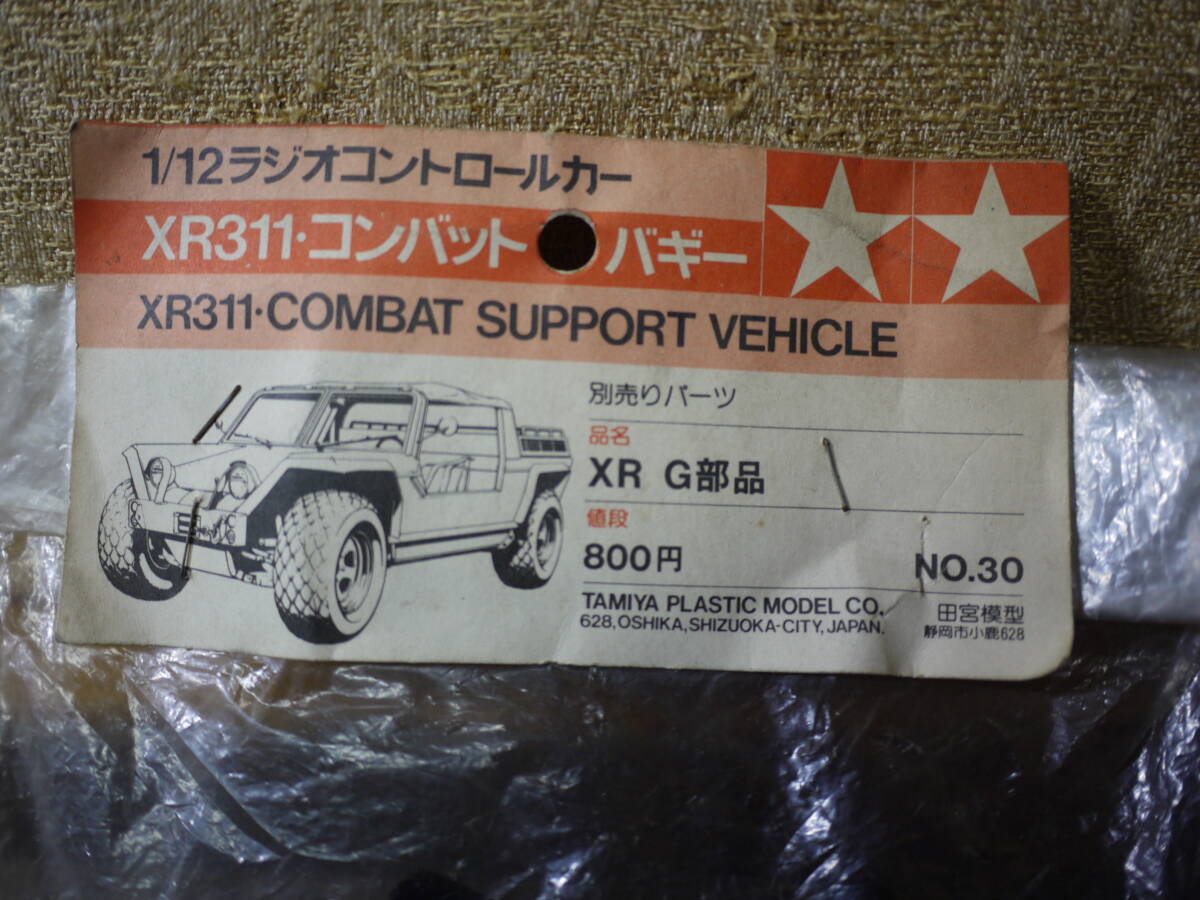 1/12ラジオコントロールカー
XR311・コンバット バギー
XR311・COMBAT SUPPORT VEHICLE
別売りパーツ
品名
XR G部品
値段
800円
NO.30
TAMIYA PLASTIC MODEL CO.
628, OSHIKA, SHIZUOKA-CITY, JAPAN.
田宮模型
静岡市小鹿628